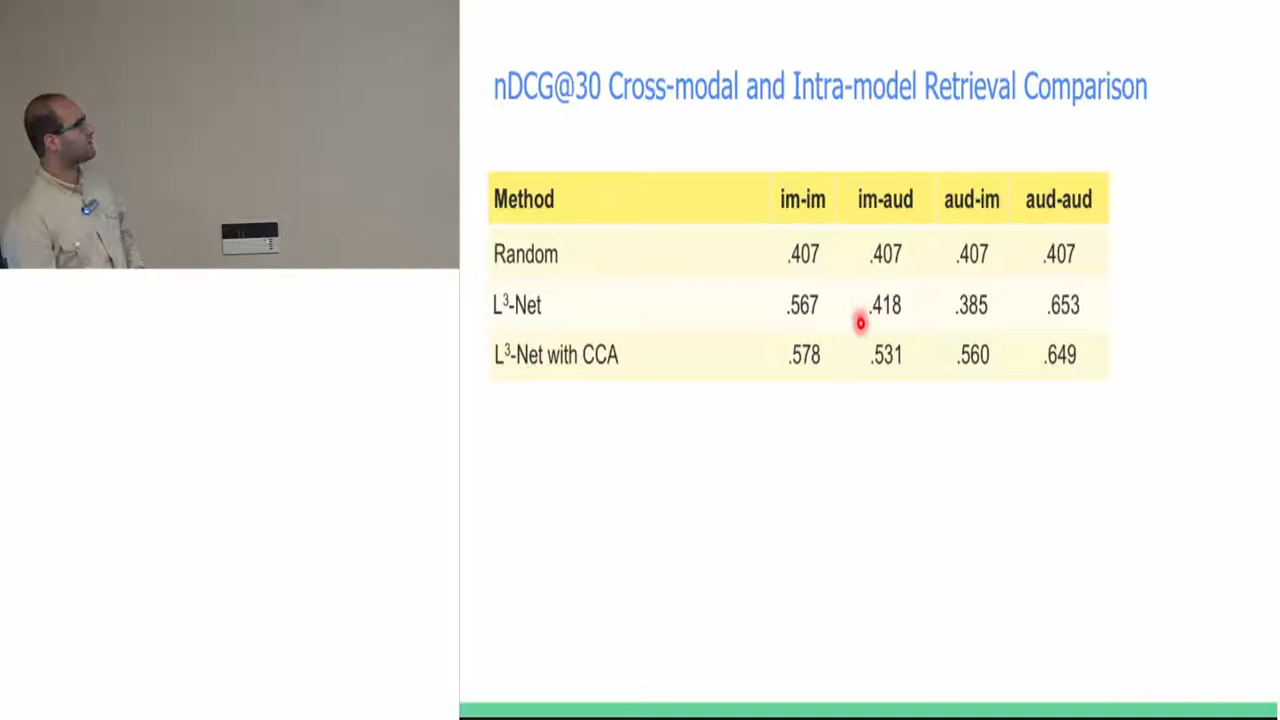 nDCG@30 Cross-modal and Intra-model Retrieval Comparison
Method im-im im-aud aud-im aud-aud
Random .407 .407 .407 .407
L³-Net .567 .418 .385 .653
L³-Net with CCA .578 .531 .560 .649